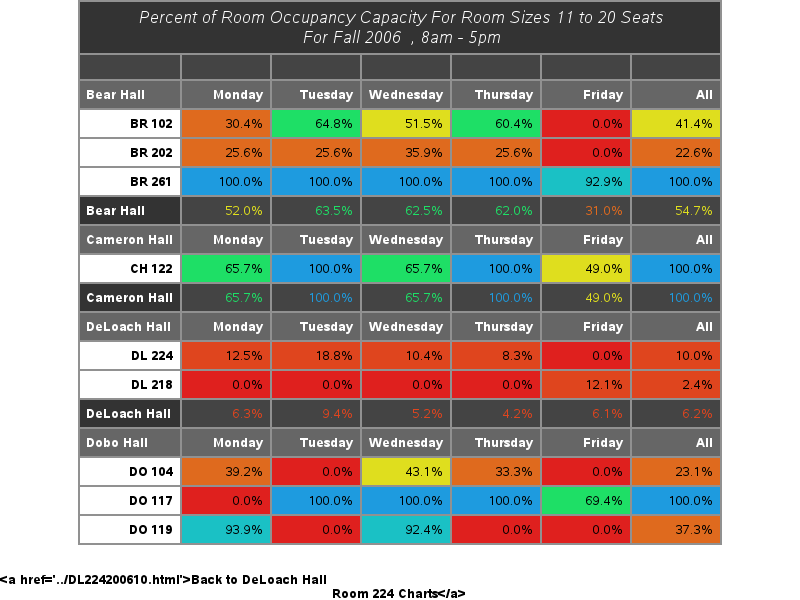 Percent of Room Occupancy Capacity For Room Sizes 11 to 20 Seats
For Fall 2006 , 8am - 5pm
Bear Hall Monday Tuesday Wednesday Thursday Friday All
BR 102 30.4% 64.8% 51.5% 60.4% 0.0% 41.4%
BR 202 25.6% 25.6% 35.9% 25.6% 0.0% 22.6%
BR 261 100.0% 100.0% 100.0% 100.0% 92.9% 100.0%
Bear Hall 52.0% 63.5% 62.5% 62.0% 31.0% 54.7%
Cameron Hall Monday Tuesday Wednesday Thursday Friday All
CH 122 65.7% 100.0% 65.7% 100.0% 49.0% 100.0%
Cameron Hall 65.7% 100.0% 65.7% 100.0% 49.0% 100.0%
DeLoach Hall Monday Tuesday Wednesday Thursday Friday All
DL 224 12.5% 18.8% 10.4% 8.3% 0.0% 10.0%
DL 218 0.0% 0.0% 0.0% 0.0% 12.1% 2.4%
DeLoach Hall 6.3% 9.4% 5.2% 4.2% 6.1% 6.2%
Dobo Hall Monday Tuesday Wednesday Thursday Friday All
DO 104 39.2% 0.0% 43.1% 33.3% 0.0% 23.1%
DO 117 0.0% 100.0% 100.0% 100.0% 69.4% 100.0%
DO 119 93.9% 0.0% 92.4% 0.0% 0.0% 37.3%
<a href='../DL224200610.html'>Back to DeLoach Hall
Room 224 Charts</a>